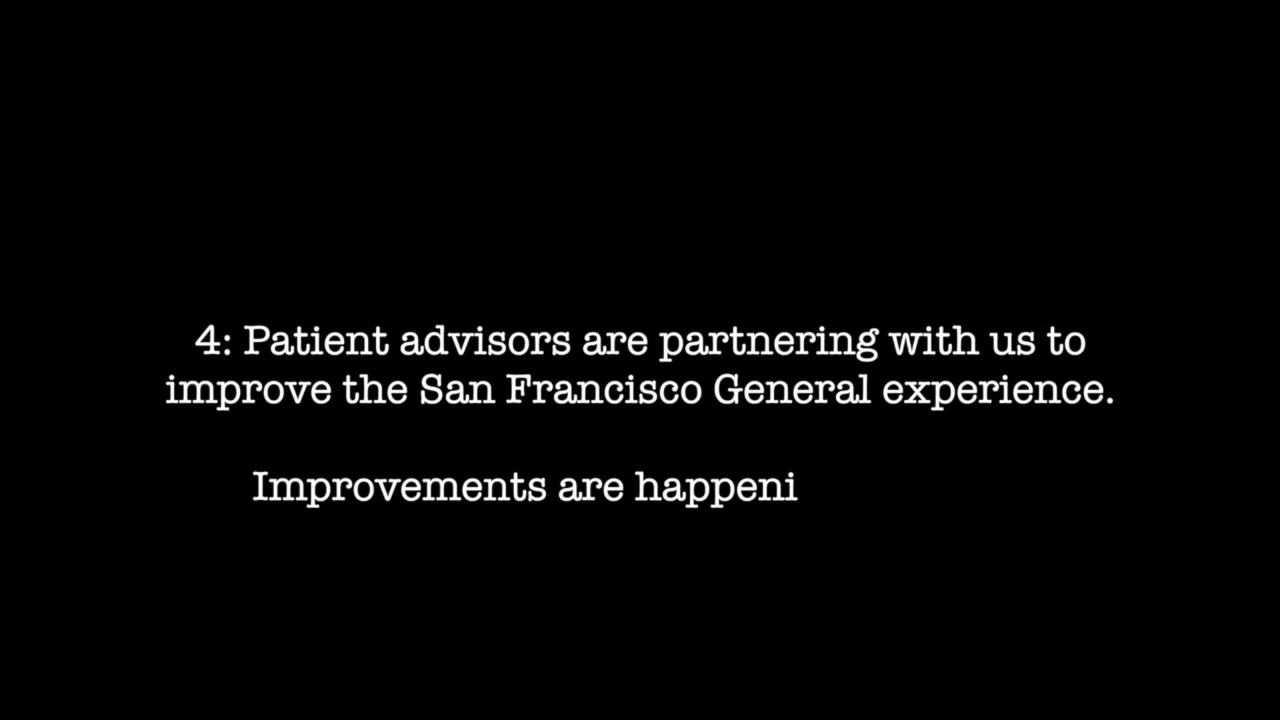 4: Patient advisors are partnering with us to
improve the San Francisco General experience.
Improvements are happeni